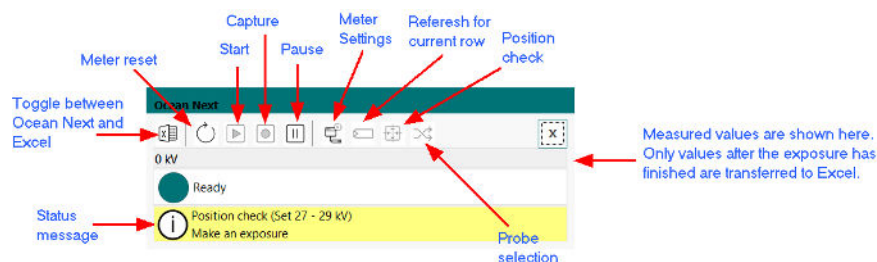 Capture
Start
Pause
Meter
Settings
Referesh for
current row
Position
check
Meter reset
Toggle between
Ocean Next and
Excel
Ocean Next
x
0 kV
Ready
Position check (Set 27 - 29 kV)
Make an exposure
Status
message
Probe
selection
Measured values are shown here.
Only values after the exposure has
finished are transferred to Excel.